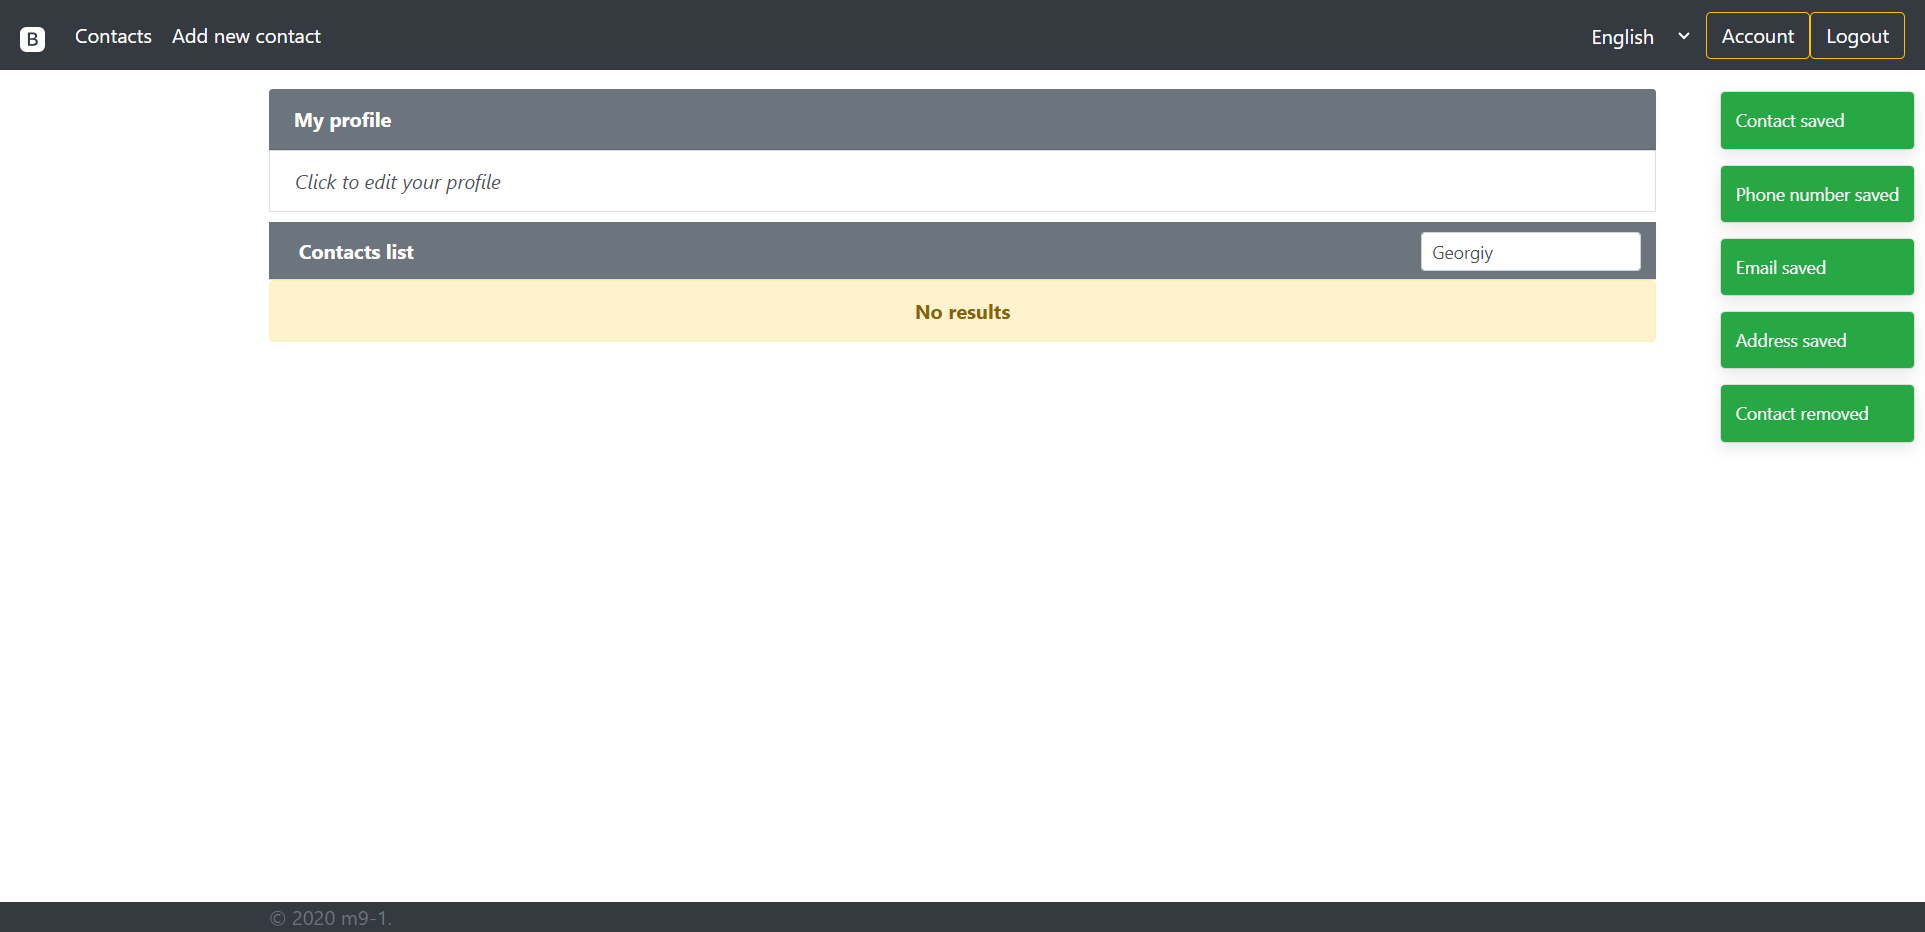 B
Contacts
Add new contact
English
Account
Logout
My profile
Click to edit your profile
Contacts list
Georgiy
No results
Contact saved
Phone number saved
Email saved
Address saved
Contact removed
© 2020 m9-1.